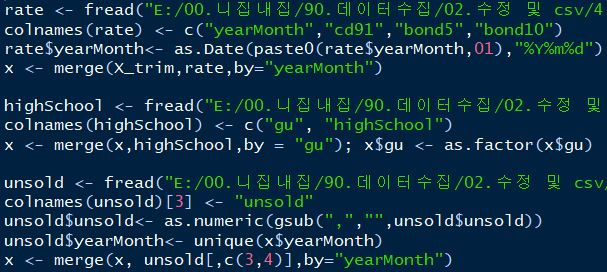 rate <- fread("E:/00.니집내집/90.데이터수집/02.수정 및 csv/4
colnames(rate) <- c("yearMonth","cd91","bond5","bond10")
rate$yearMonth<- as.Date(paste0(rate$yearMonth,01),"%Y%m%d")
x <- merge(X_trim,rate,by="yearMonth")
highSchool <- fread("E:/00.니집내집/90.데이터수집/02.수정 및
colnames(highSchool) <- c("gu", "highSchool")
x <- merge(x,highSchool,by = "gu"); x$gu <- as.factor(x$gu)
unsold <- fread("E:/00.니집내집/90.데이터수집/02.수정 및 csv/
colnames(unsold)[3] <- "unsold"
unsold$unsold<- as.numeric(gsub(",","",unsold$unsold))
unsold$yearMonth<- unique(x$yearMonth)
x <- merge(x, unsold[,c(3,4)],by="yearMonth")